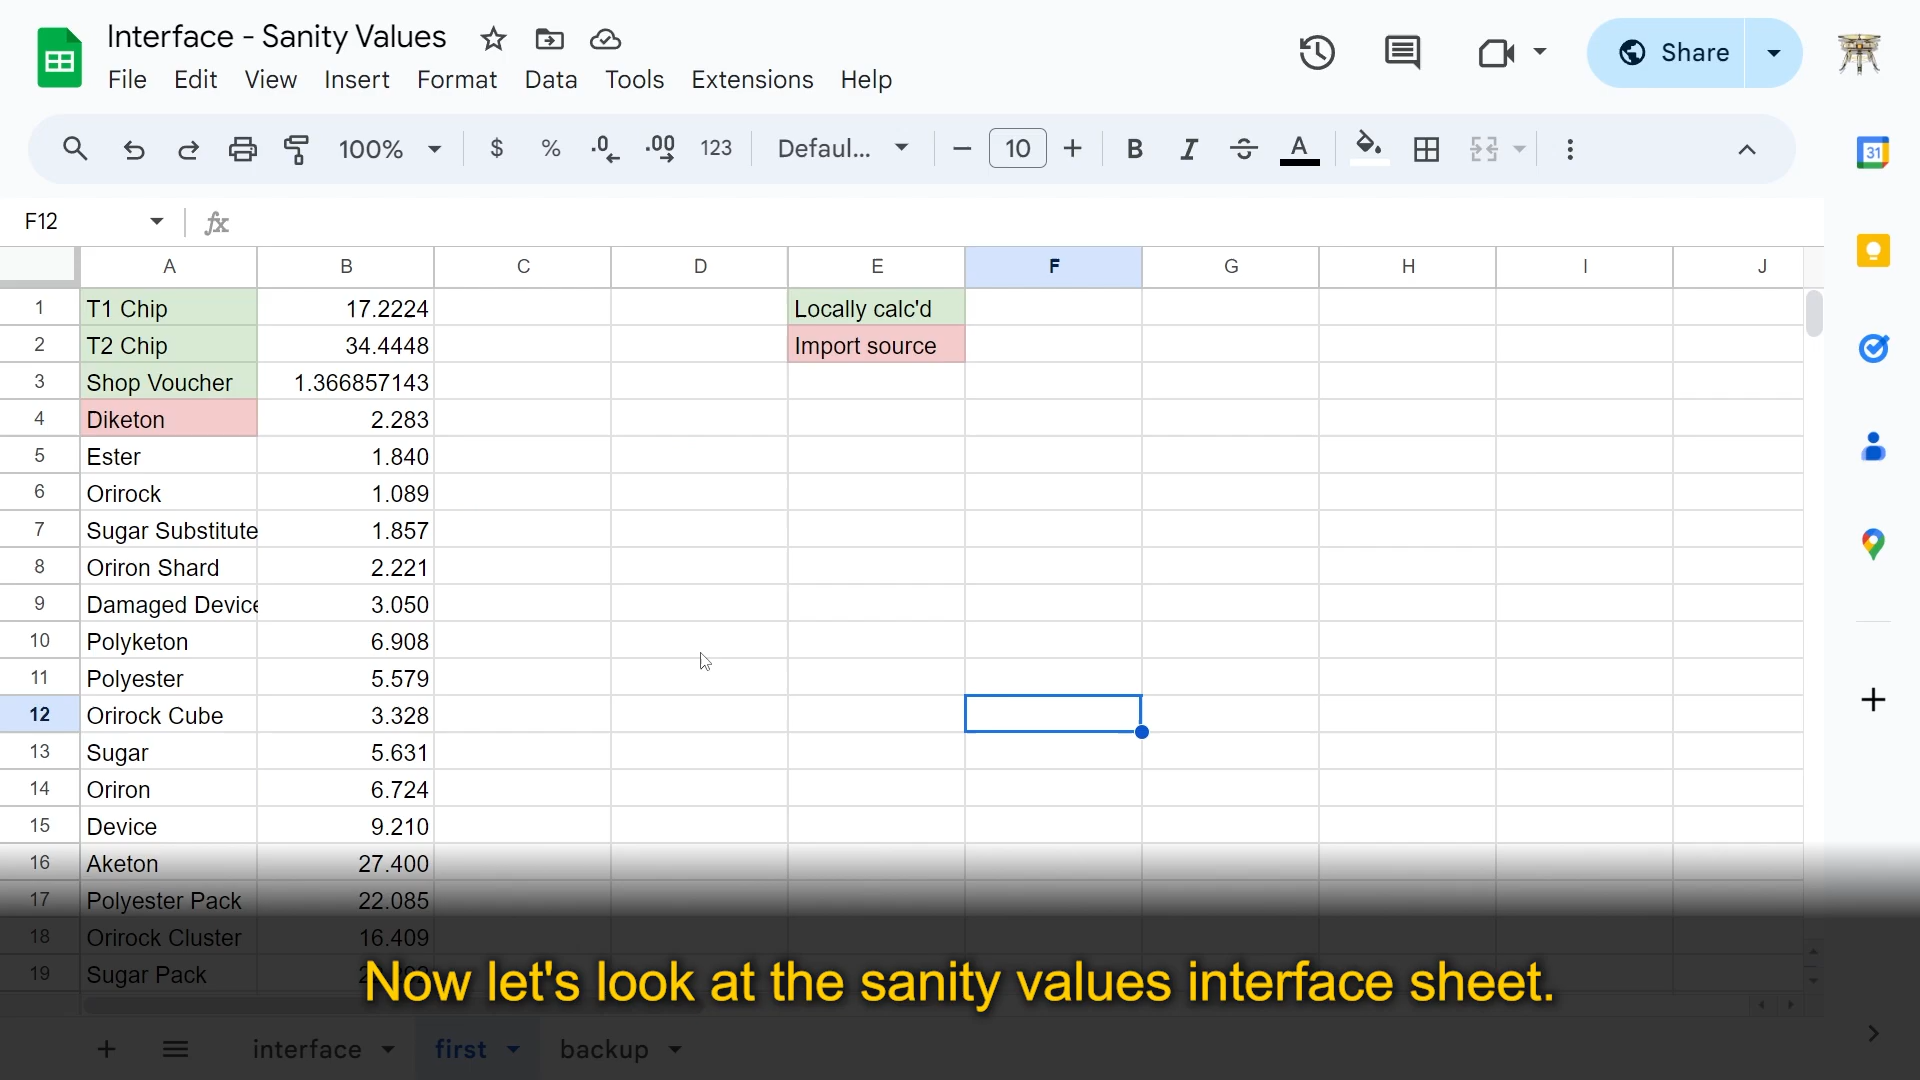 Interface - Sanity Values
File Edit View Insert Format Data Tools Extensions Help
Share
100% $ % .0 .00 123 Defaul... 10 B I S A
31
F12 fx
A B C D E F G H I J
1 T1 Chip 17.2224 Locally calc'd
2 T2 Chip 34.4448 Import source
3 Shop Voucher 1.366857143
4 Diketon 2.283
5 Ester 1.840
6 Orirock 1.089
7 Sugar Substitute 1.857
8 Oriron Shard 2.221
9 Damaged Device 3.050
10 Polyketon 6.908
11 Polyester 5.579
12 Orirock Cube 3.328
13 Sugar 5.631
14 Oriron 6.724
15 Device 9.210
16 Aketon 27.400
17 Polyester Pack 22.085
18 Orirock Cluster 16.409
19 Sugar Pack
Now let's look at the sanity values interface sheet.
interface first backup